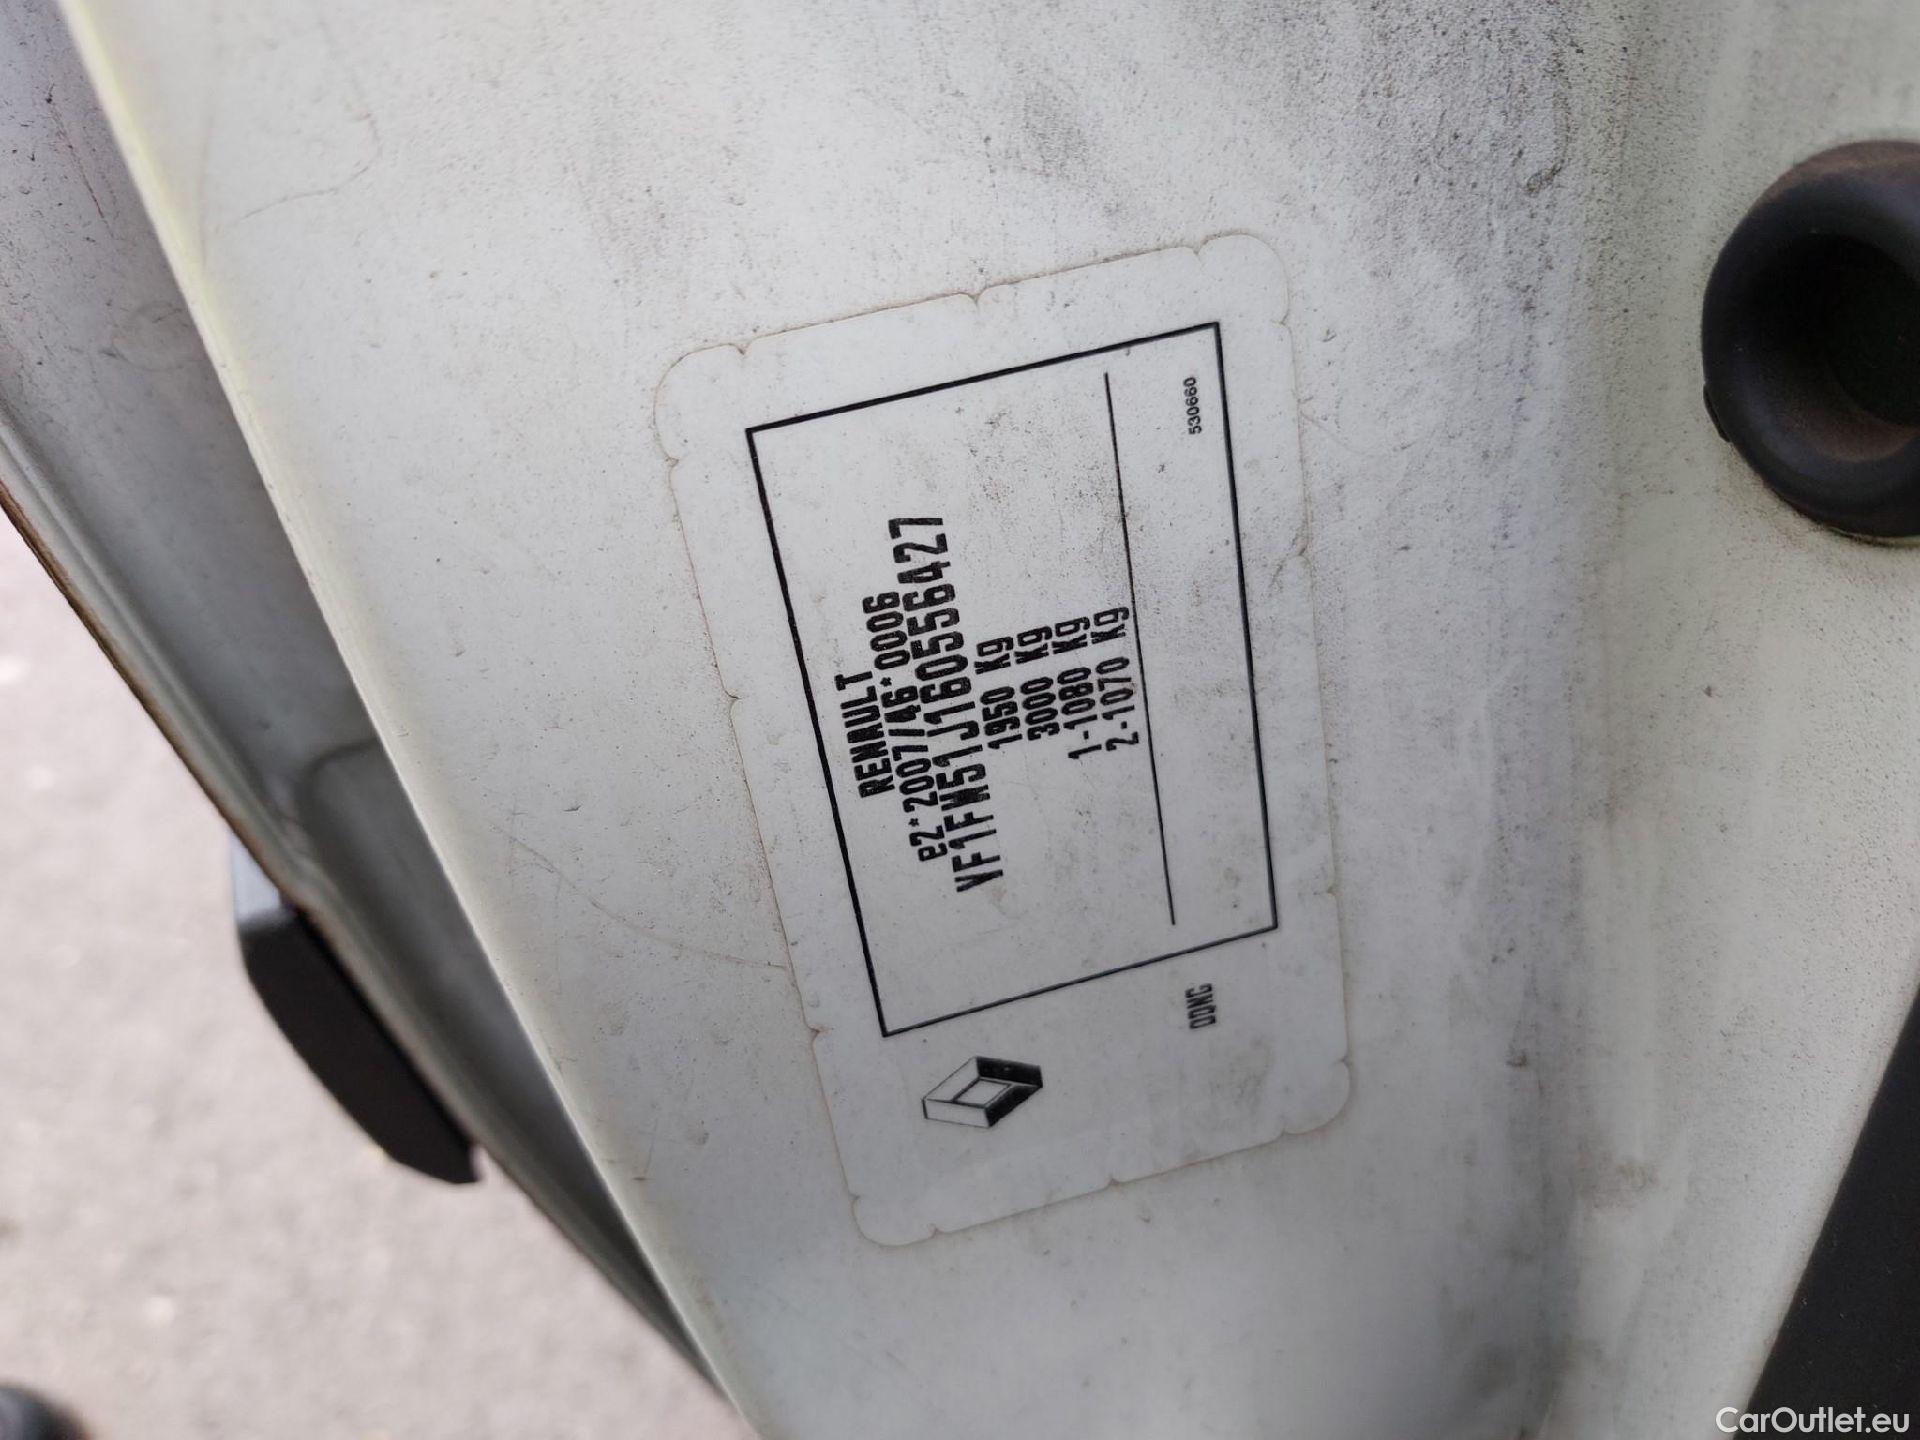 RENAULT
e2*2007/46*0006
VF1FW51J160556427
1950 Kg
3000 Kg
1-1080 Kg
2-1070 Kg
530660
DDMG
CarOutlet.eu